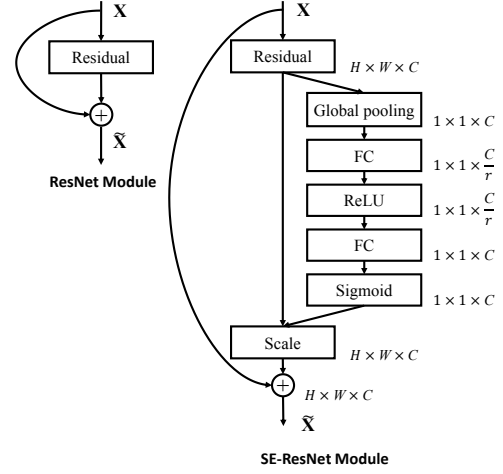 X
Residual
+
X̃
ResNet Module
X
Residual
H × W × C
Global pooling
1 × 1 × C
FC
1 × 1 × C/r
ReLU
1 × 1 × C/r
FC
1 × 1 × C
Sigmoid
1 × 1 × C
Scale
H × W × C
+
H × W × C
X̃
SE-ResNet Module